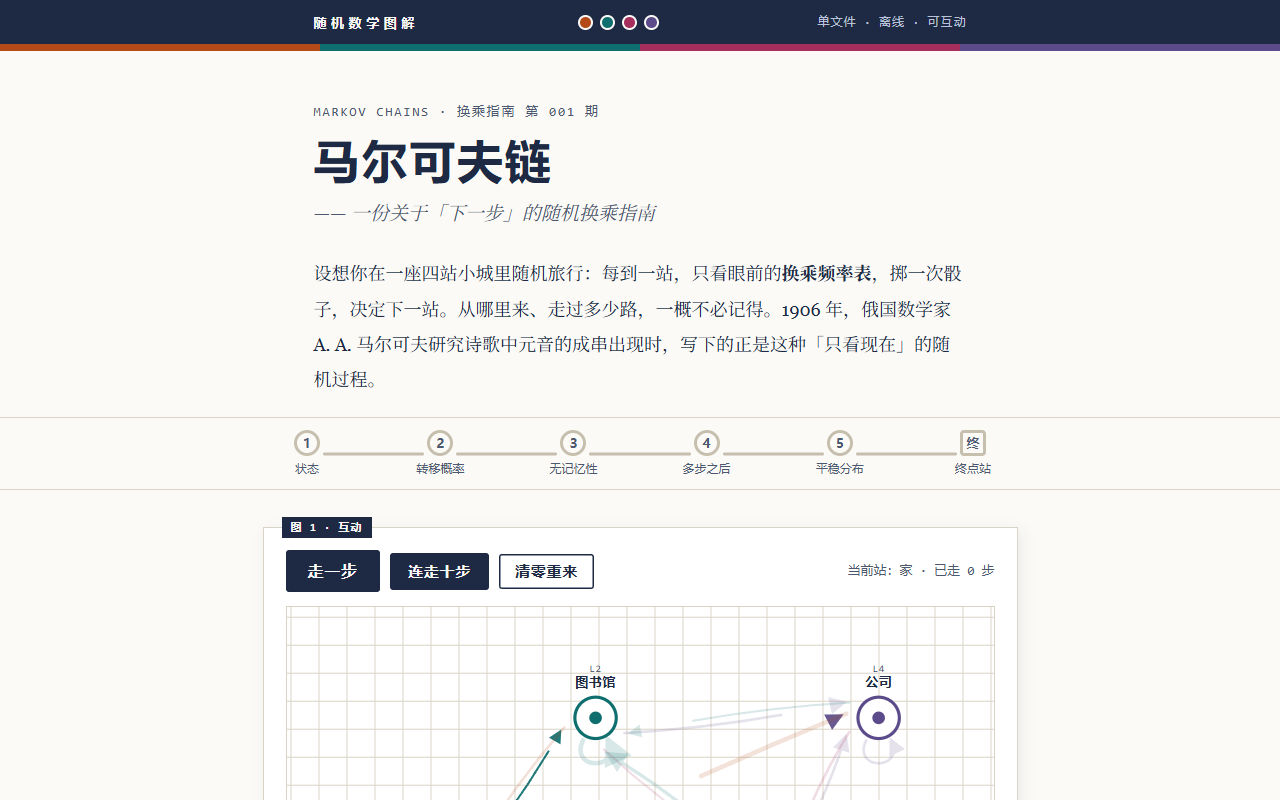 随机数学图解
单文件 · 离线 · 可互动
MARKOV CHAINS · 换乘指南 第 001 期
马尔可夫链
—— 一份关于「下一步」的随机换乘指南
设想你在一座四站小城里随机旅行：每到一站，只看眼前的换乘频率表，掷一次骰
子，决定下一站。从哪里来、走过多少路，一概不必记得。1906 年，俄国数学家
A. A. 马尔可夫研究诗歌中元音的成串出现时，写下的正是这种「只看现在」的随
机过程。
1 2 3 4 5 终
状态 转移概率 无记忆性 多步之后 平稳分布 终点站
图 1 · 互动
走一步 连走十步 清零重来 当前站: 家 · 已走 0 步
L2 L4
图书馆 公司